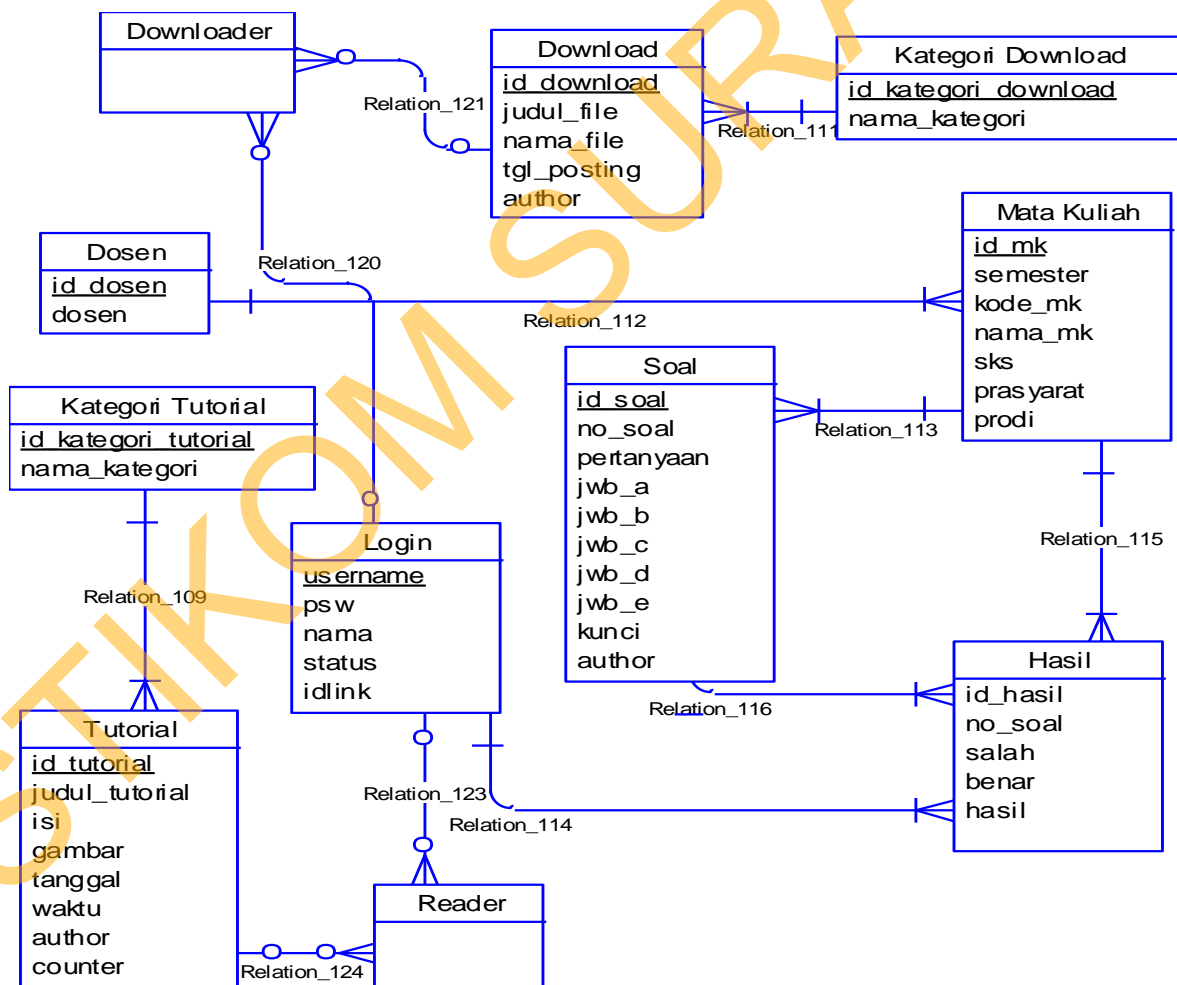 Downloader
Download
id_download
judul_file
nama_file
tgl_posting
author
Kategori Download
id_kategori_download
nama_kategori
Relation_121
Relation_111
Mata Kuliah
id_mk
semester
kode_mk
nama_mk
sks
prasyarat
prodi
Dosen
id_dosen
dosen
Relation_120
Relation_112
Soal
id_soal
no_soal
pertanyaan
jwb_a
jwb_b
jwb_c
jwb_d
jwb_e
kunci
author
Relation_113
Kategori Tutorial
id_kategori_tutorial
nama_kategori
Login
username
psw
nama
status
idlink
Relation_109
Relation_115
Hasil
id_hasil
no_soal
salah
benar
hasil
Relation_116
Tutorial
id_tutorial
judul_tutorial
isi
gambar
tanggal
waktu
author
counter
Relation_123
Relation_114
Reader
Relation_124
STIKOM SURA